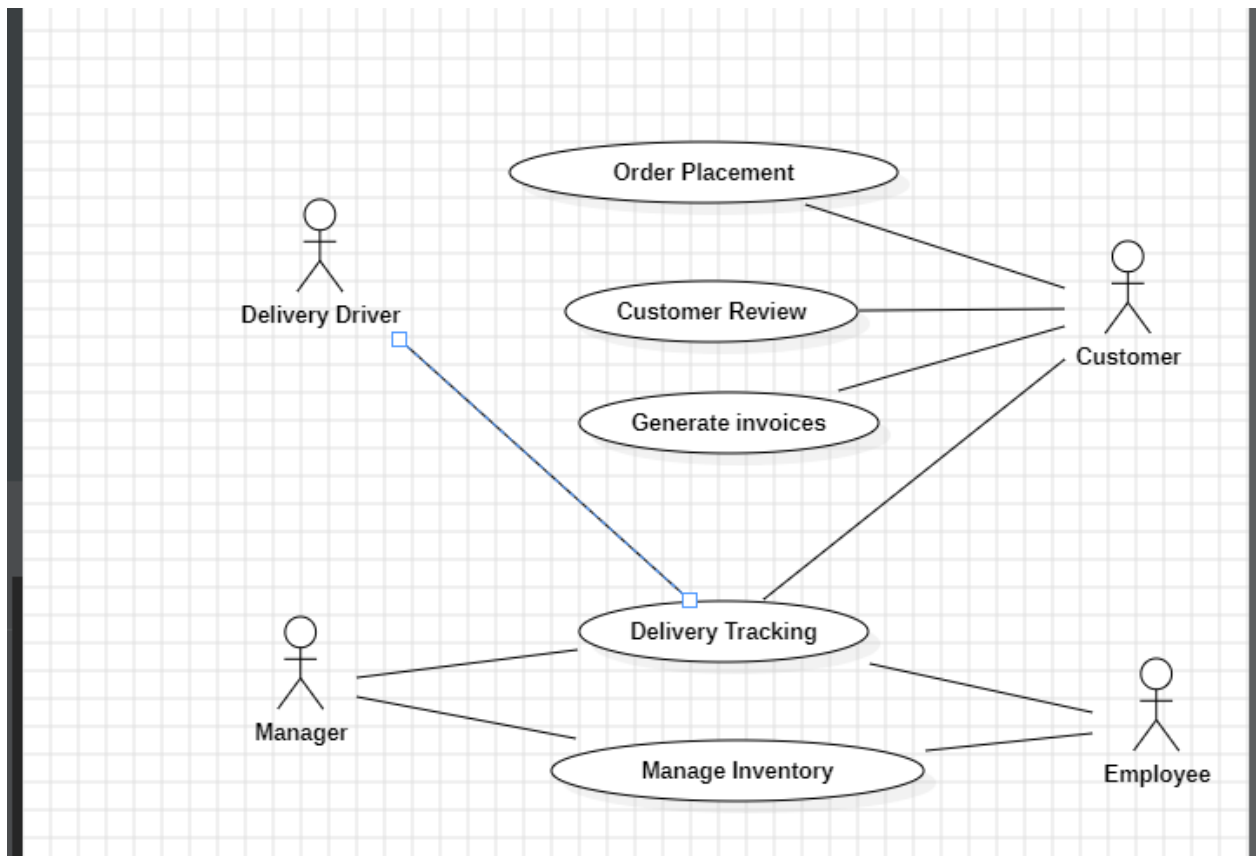 Order Placement
Delivery Driver
Customer Review
Customer
Generate invoices
Delivery Tracking
Manager
Manage Inventory
Employee